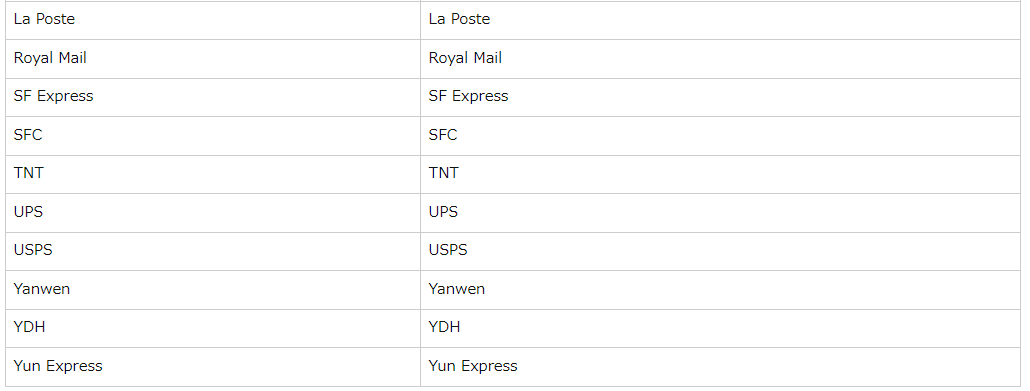 La Poste La Poste
Royal Mail Royal Mail
SF Express SF Express
SFC SFC
TNT TNT
UPS UPS
USPS USPS
Yanwen Yanwen
YDH YDH
Yun Express Yun Express